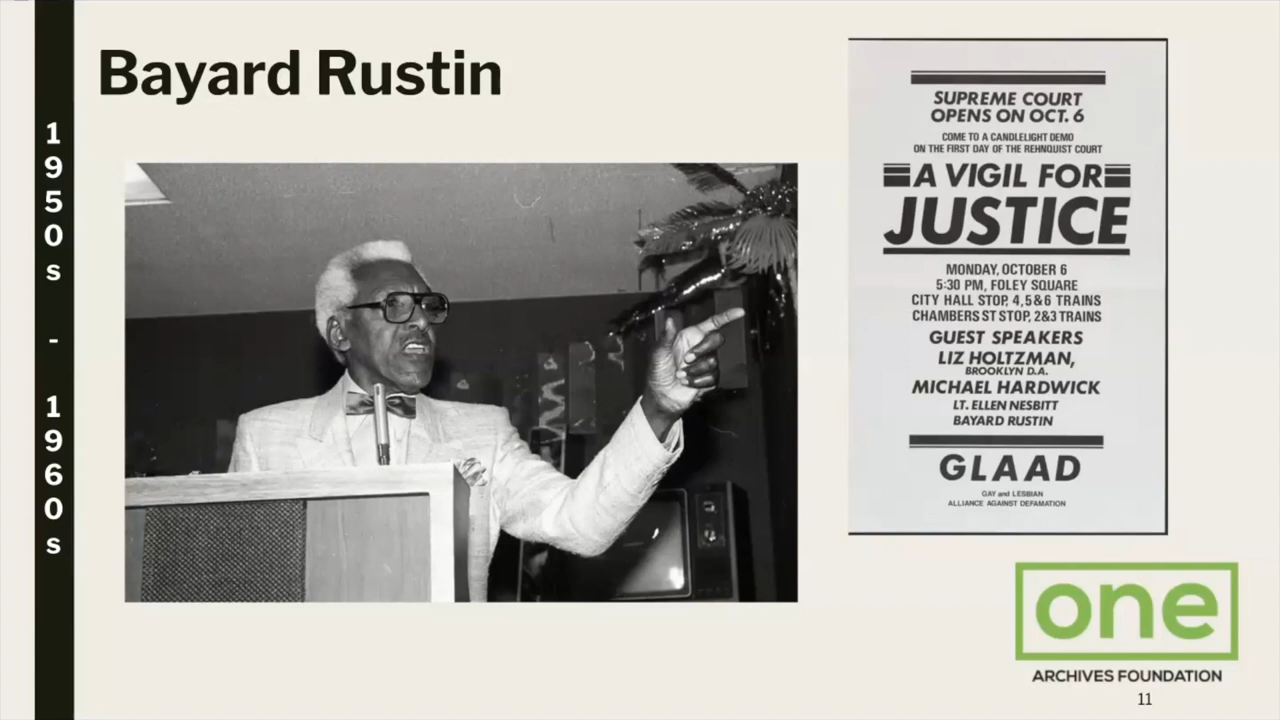 Bayard Rustin
1950s - 1960s
SUPREME COURT
OPENS ON OCT. 6
COME TO A CANDLELIGHT DEMO
ON THE FIRST DAY OF THE REHNQUIST COURT
A VIGIL FOR
JUSTICE
MONDAY, OCTOBER 6
5:30 PM, FOLEY SQUARE
CITY HALL STOP, 4,5&6 TRAINS
CHAMBERS ST STOP, 2&3 TRAINS
GUEST SPEAKERS
LIZ HOLTZMAN,
BROOKLYN D.A.
MICHAEL HARDWICK
LT. ELLEN NESBITT
BAYARD RUSTIN
GLAAD
GAY and LESBIAN
ALLIANCE AGAINST DEFAMATION
one
ARCHIVES FOUNDATION
11